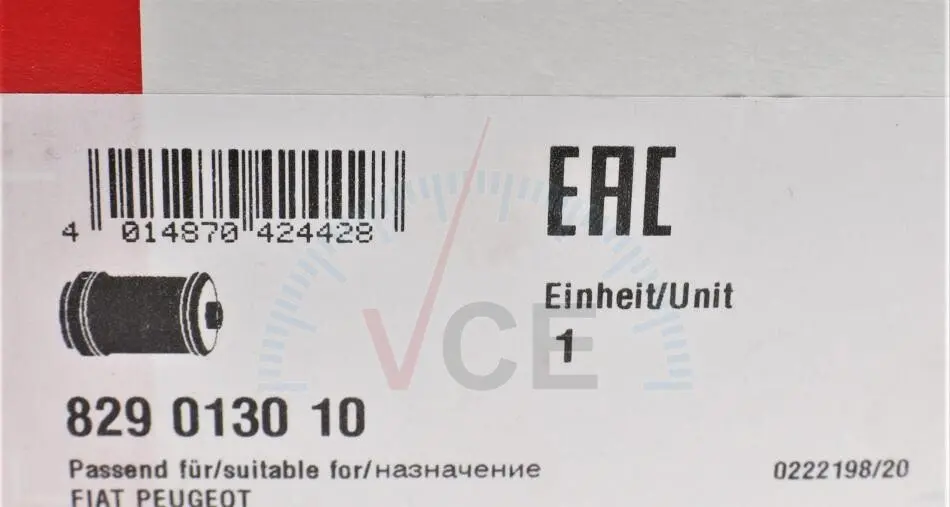 EAC
4 014870 424428
Einheit/Unit
1
VCE
829 0130 10
Passend für/suitable for/назначение
0222198/20
FIAT PEUGEOT